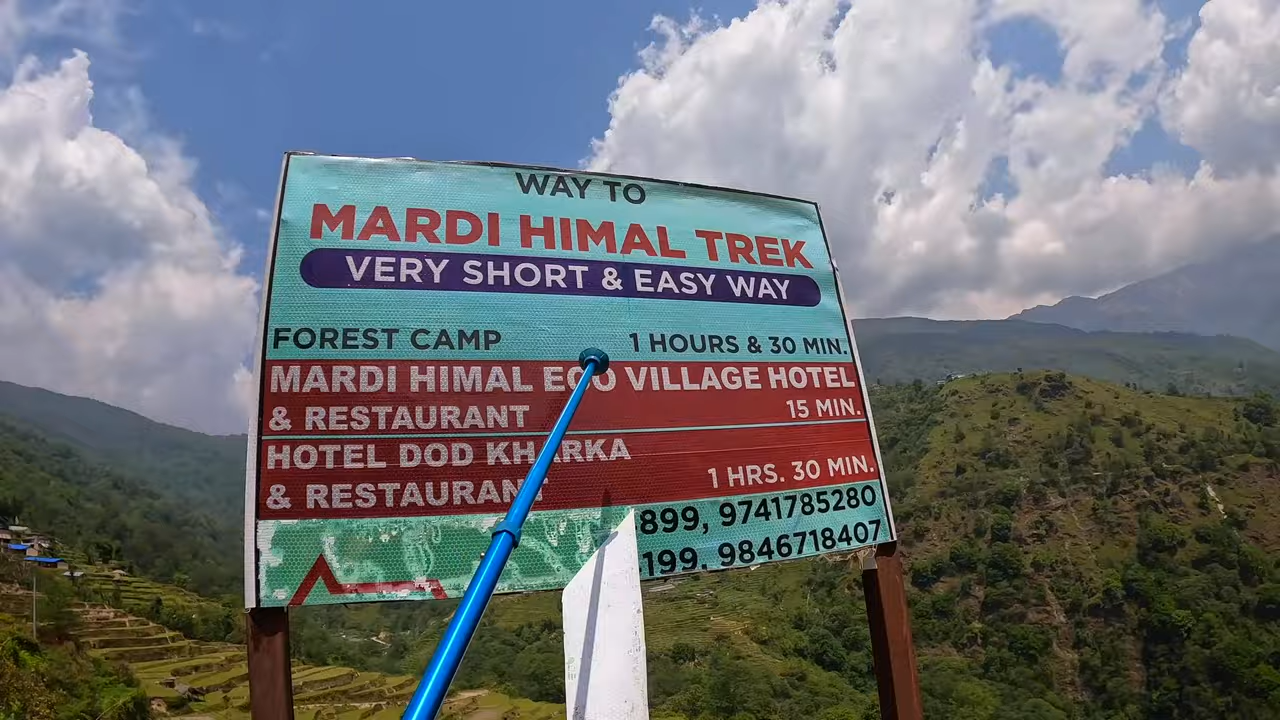 WAY TO
MARDI HIMAL TREK
VERY SHORT & EASY WAY
FOREST CAMP 1 HOURS & 30 MIN.
MARDI HIMAL ECO VILLAGE HOTEL
& RESTAURANT 15 MIN.
HOTEL DOD KHARKA
& RESTAURANT 1 HRS. 30 MIN.
899, 9741785280
199, 9846718407